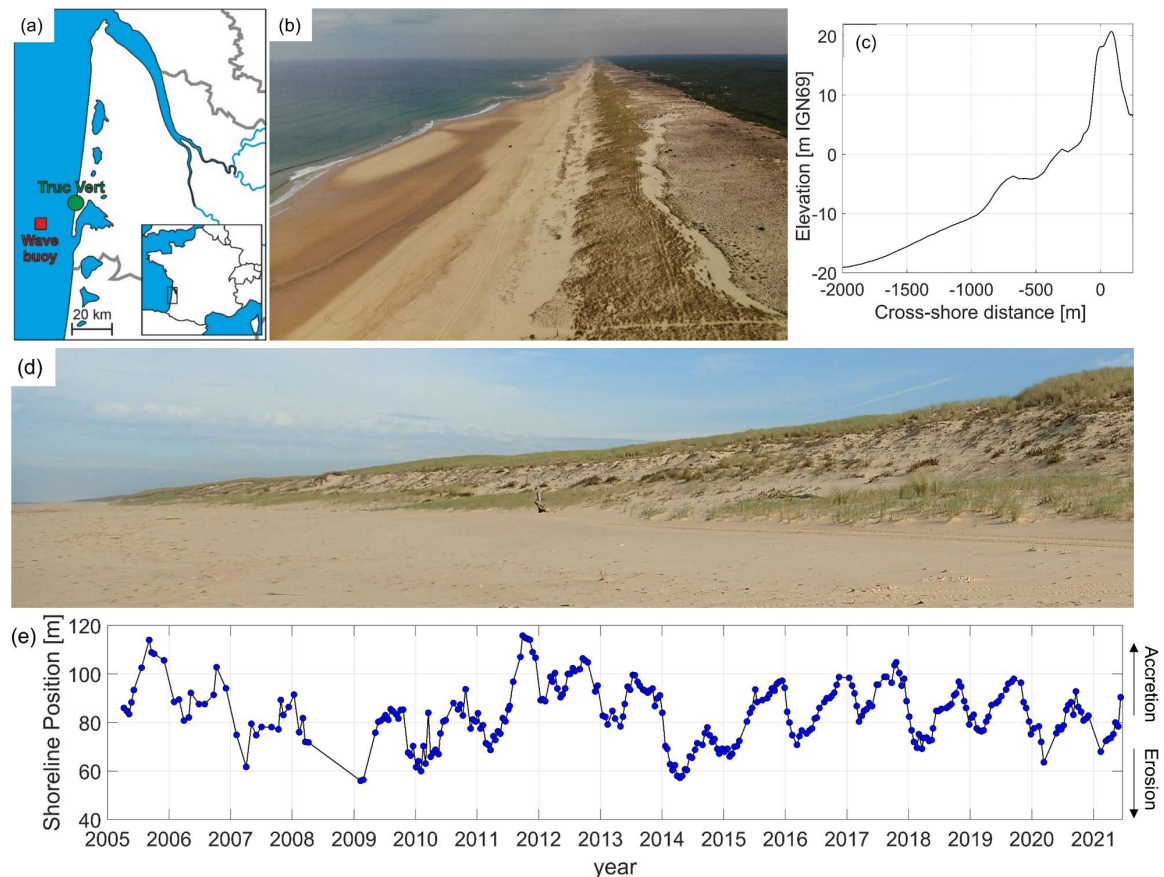 (a)
Truc Vert
Wave
buoy
20 km
(b)
(c)
Elevation [m IGN69]
20
10
0
-10
-20
-2000 -1500 -1000 -500 0
Cross-shore distance [m]
(d)
(e)
Shoreline Position [m]
120
100
80
60
40
2005 2006 2007 2008 2009 2010 2011 2012 2013 2014 2015 2016 2017 2018 2019 2020 2021
year
Accretion
Erosion